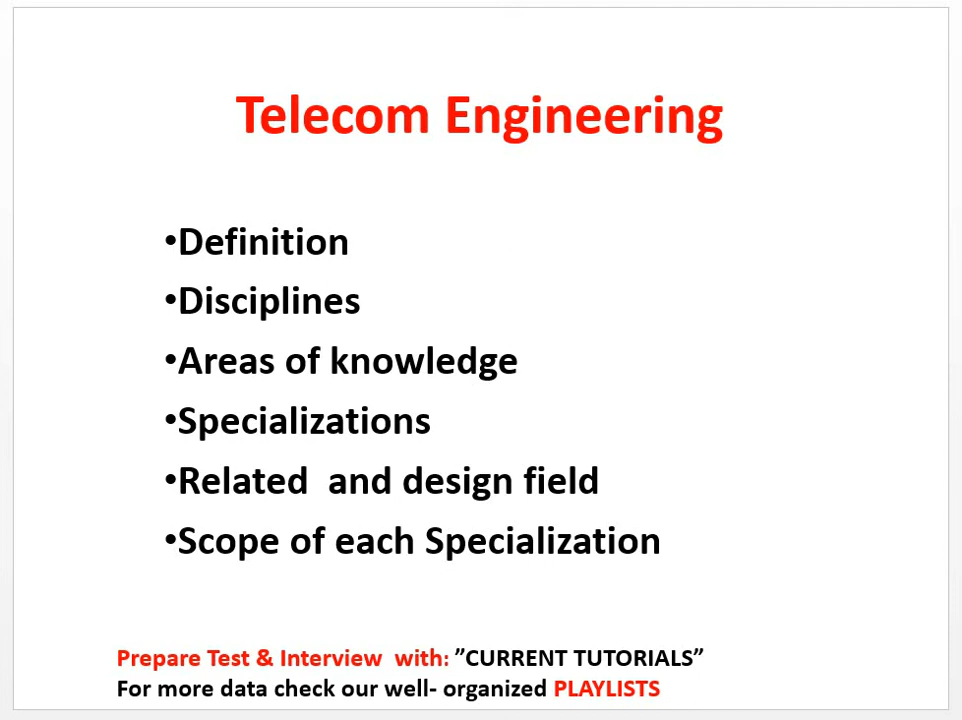 Telecom Engineering
•Definition
•Disciplines
•Areas of knowledge
•Specializations
•Related  and design field
•Scope of each Specialization
Prepare Test & Interview  with: ”CURRENT TUTORIALS”
For more data check our well- organized PLAYLISTS